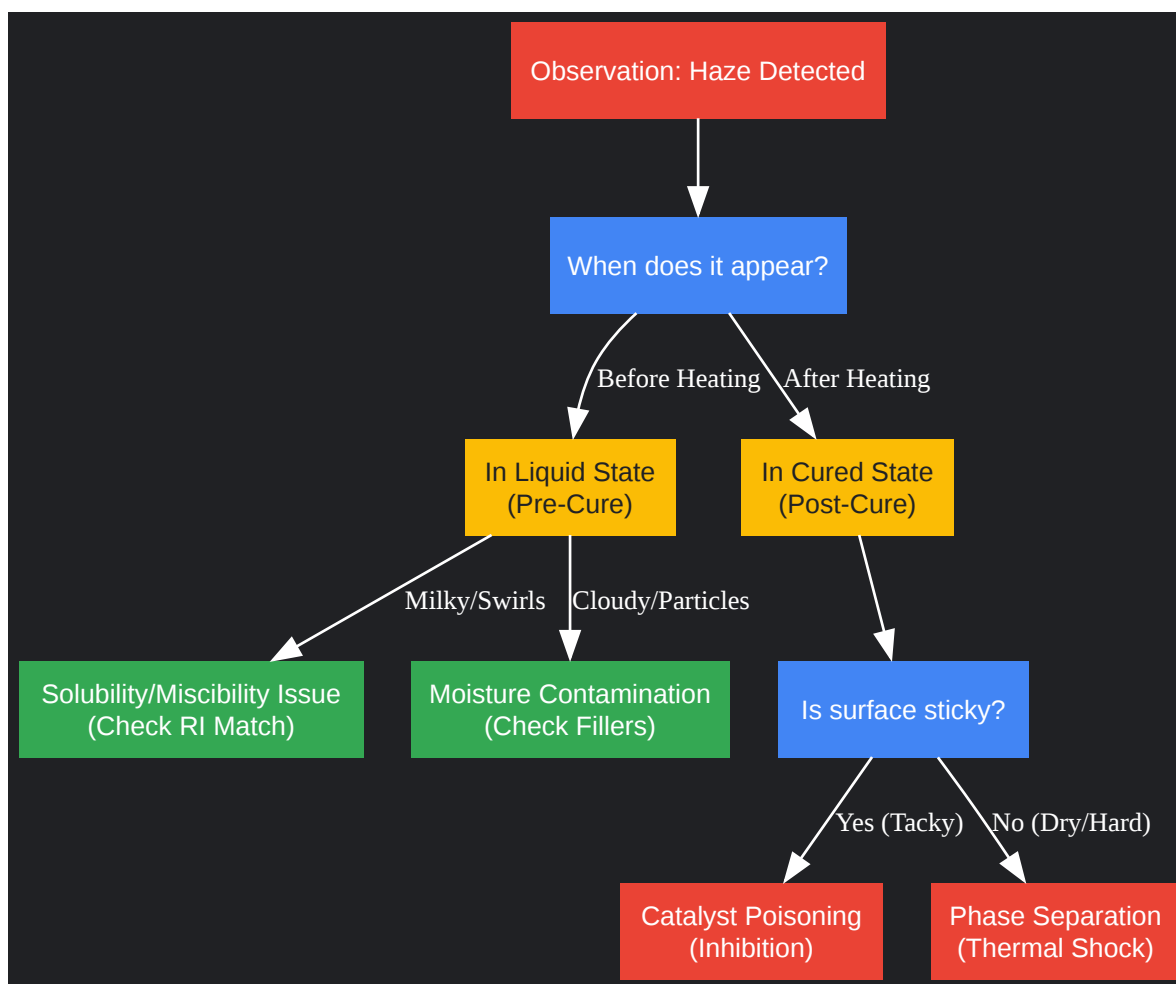 Observation: Haze Detected
When does it appear?
Before Heating
After Heating
In Liquid State
(Pre-Cure)
In Cured State
(Post-Cure)
Milky/Swirls
Cloudy/Particles
Solubility/Miscibility Issue
(Check RI Match)
Moisture Contamination
(Check Fillers)
Is surface sticky?
Yes (Tacky)
No (Dry/Hard)
Catalyst Poisoning
(Inhibition)
Phase Separation
(Thermal Shock)